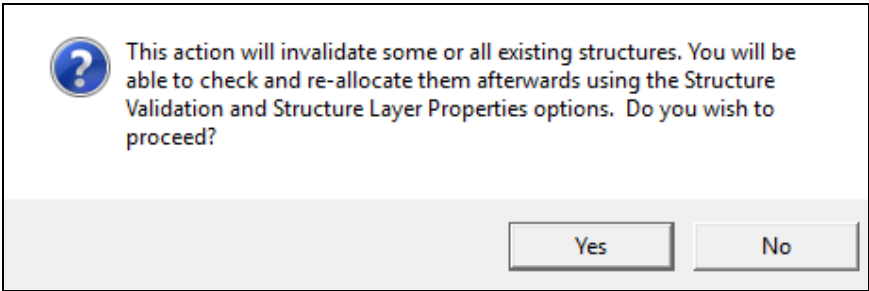 This action will invalidate some or all existing structures. You will be
able to check and re-allocate them afterwards using the Structure
Validation and Structure Layer Properties options.  Do you wish to
proceed?
Yes
No